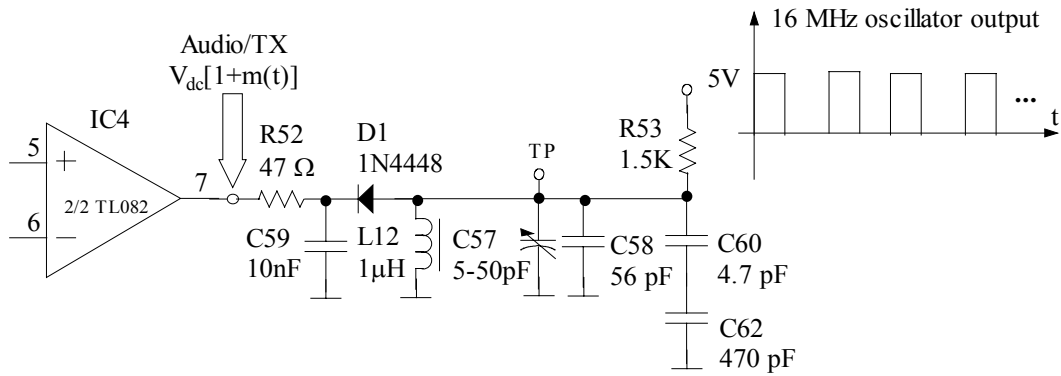 16 MHz oscillator output
5V
...
t
Audio/TX
Vdc[1+m(t)]
IC4
5
+
2/2 TL082
6
−
7
R52
47 Ω
D1
1N4448
TP
R53
1.5K
C59
10nF
L12
1μH
C57
5-50pF
C58
56 pF
C60
4.7 pF
C62
470 pF